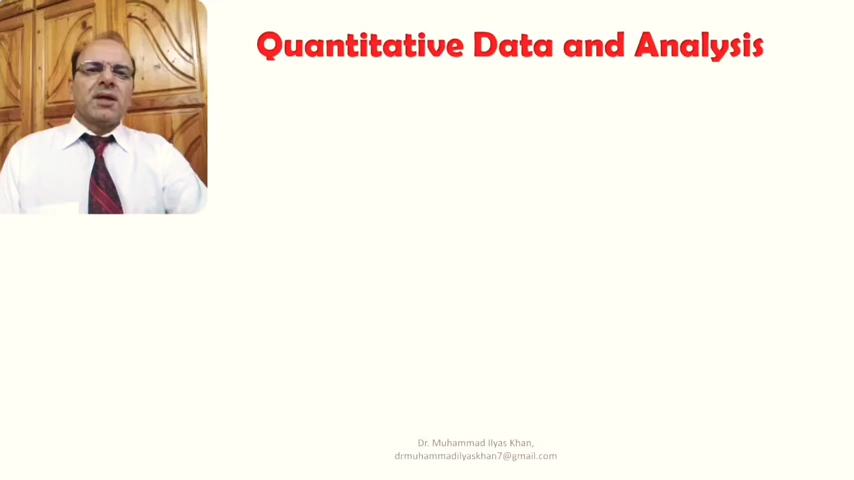 Quantitative Data and Analysis
Dr. Muhammad Ilyas Khan,
drmuhammadilyaskhan7@gmail.com